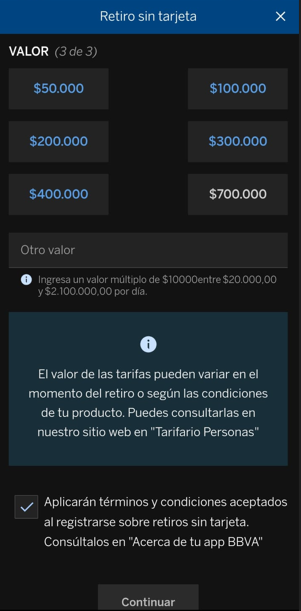 Retiro sin tarjeta
VALOR (3 de 3)
$50.000 $100.000
$200.000 $300.000
$400.000 $700.000
Otro valor
Ingresa un valor múltiplo de $10000entre $20.000,00
y $2.100.000,00 por día.
El valor de las tarifas pueden variar en el
momento del retiro o según las condiciones
de tu producto. Puedes consultarlas en
nuestro sitio web en "Tarifario Personas"
Aplicarán términos y condiciones aceptados
al registrarse sobre retiros sin tarjeta.
Consúltalos en "Acerca de tu app BBVA"
Continuar